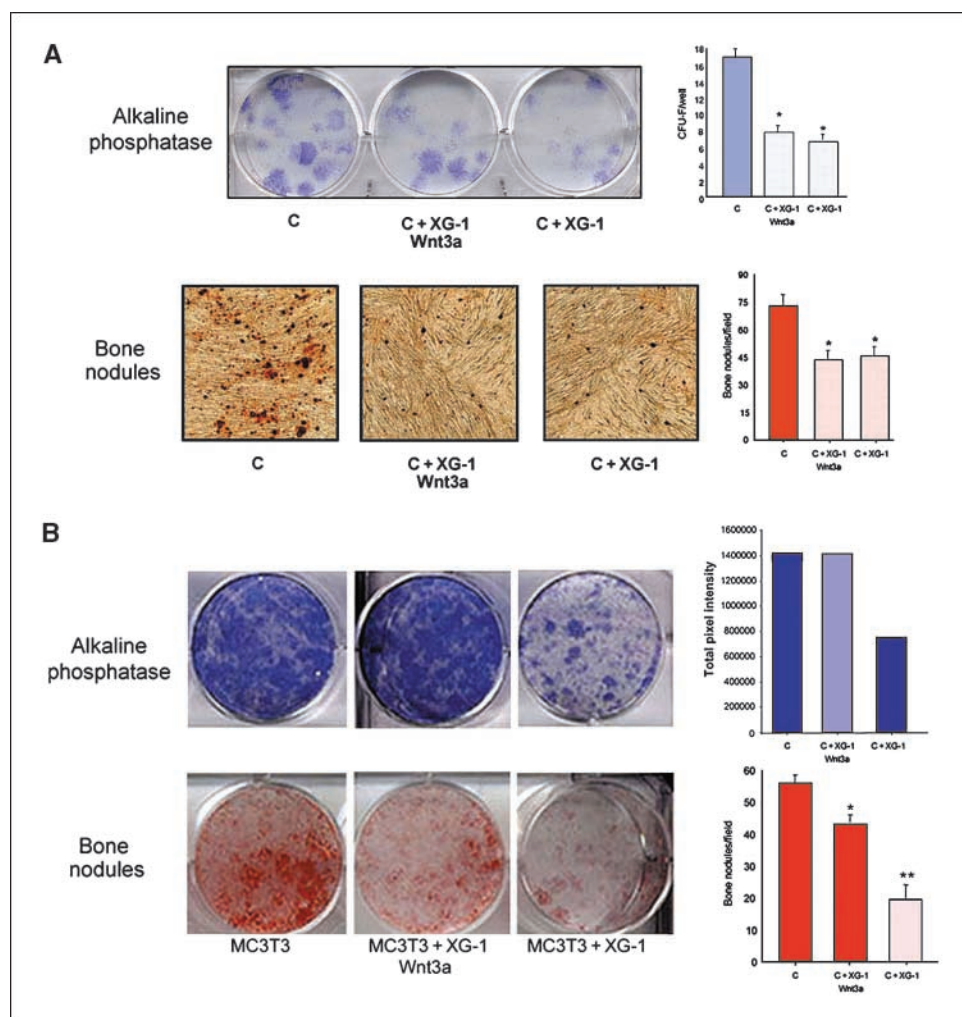 A
Alkaline
phosphatase
C
C + XG-1
Wnt3a
C + XG-1
CFU-F/well
18
16
14
12
10
8
6
4
2
0
*
*
C
C + XG-1
Wnt3a
C + XG-1
Bone
nodules
C
C + XG-1
Wnt3a
C + XG-1
Bone nodules/field
90
75
60
45
30
15
0
*
*
C
C + XG-1
Wnt3a
C + XG-1
B
Alkaline
phosphatase
Total pixel intensity
1600000
1400000
1200000
1000000
800000
600000
400000
200000
0
C
C + XG-1
Wnt3a
C + XG-1
Bone
nodules
MC3T3
MC3T3 + XG-1
Wnt3a
MC3T3 + XG-1
Bone nodules/field
60
50
40
30
20
10
0
*
**
C
C + XG-1
Wnt3a
C + XG-1